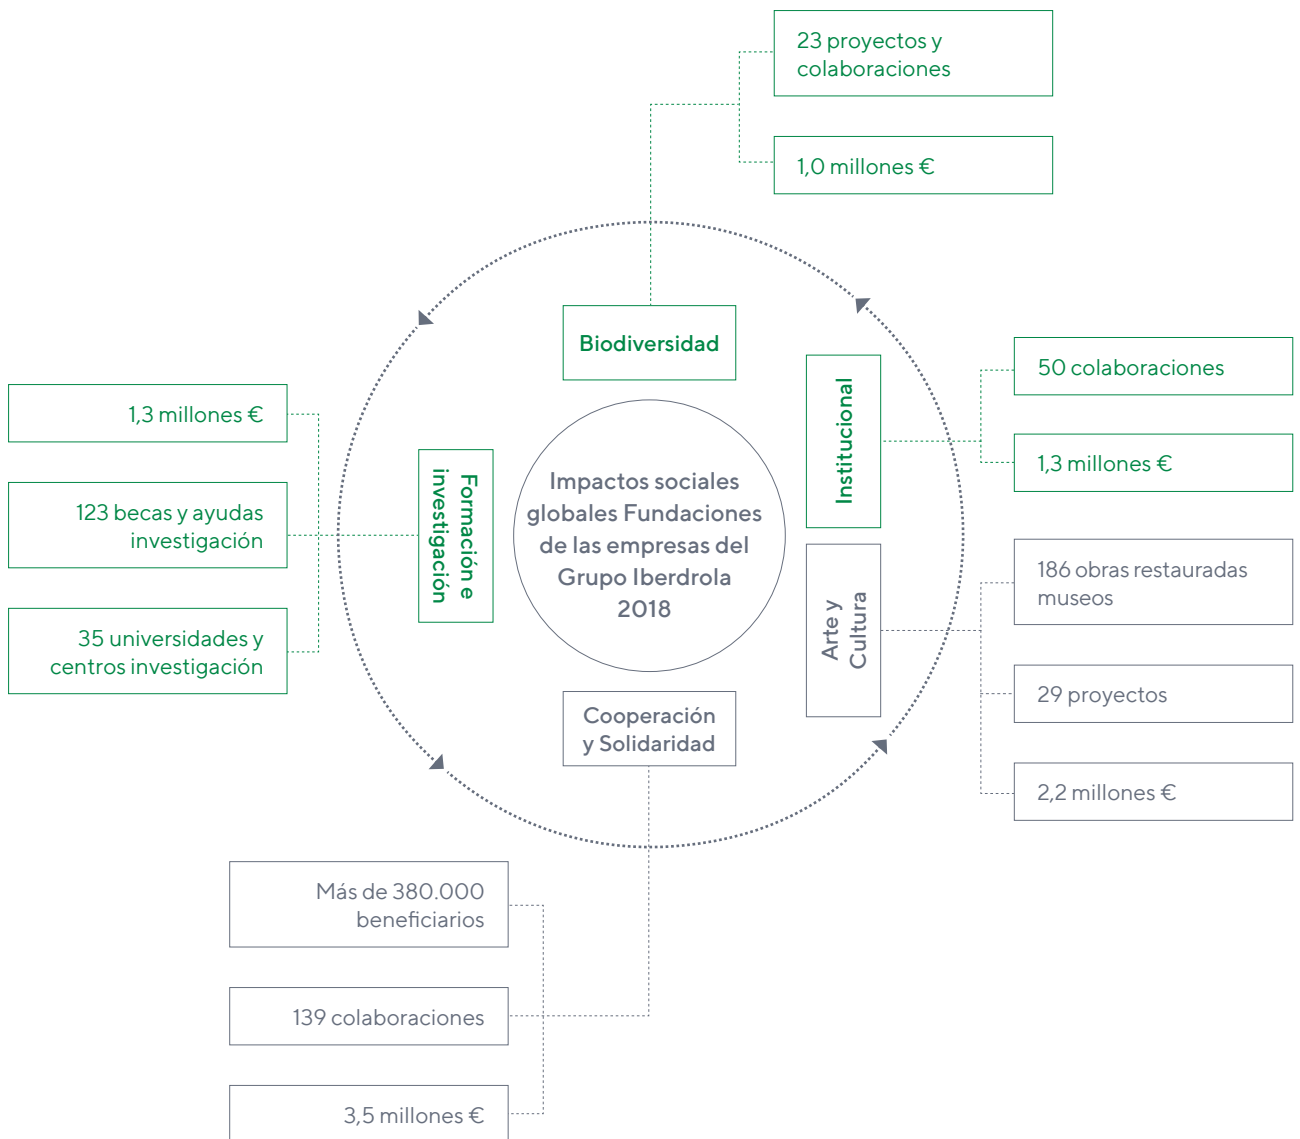 23 proyectos y
colaboraciones
1,0 millones €
Biodiversidad
Institucional
50 colaboraciones
1,3 millones €
1,3 millones €
123 becas y ayudas
investigación
35 universidades y
centros investigación
Formación e
investigación
Impactos sociales
globales Fundaciones
de las empresas del
Grupo Iberdrola
2018
Arte y
Cultura
186 obras restauradas
museos
29 proyectos
2,2 millones €
Cooperación
y Solidaridad
Más de 380.000
beneficiarios
139 colaboraciones
3,5 millones €